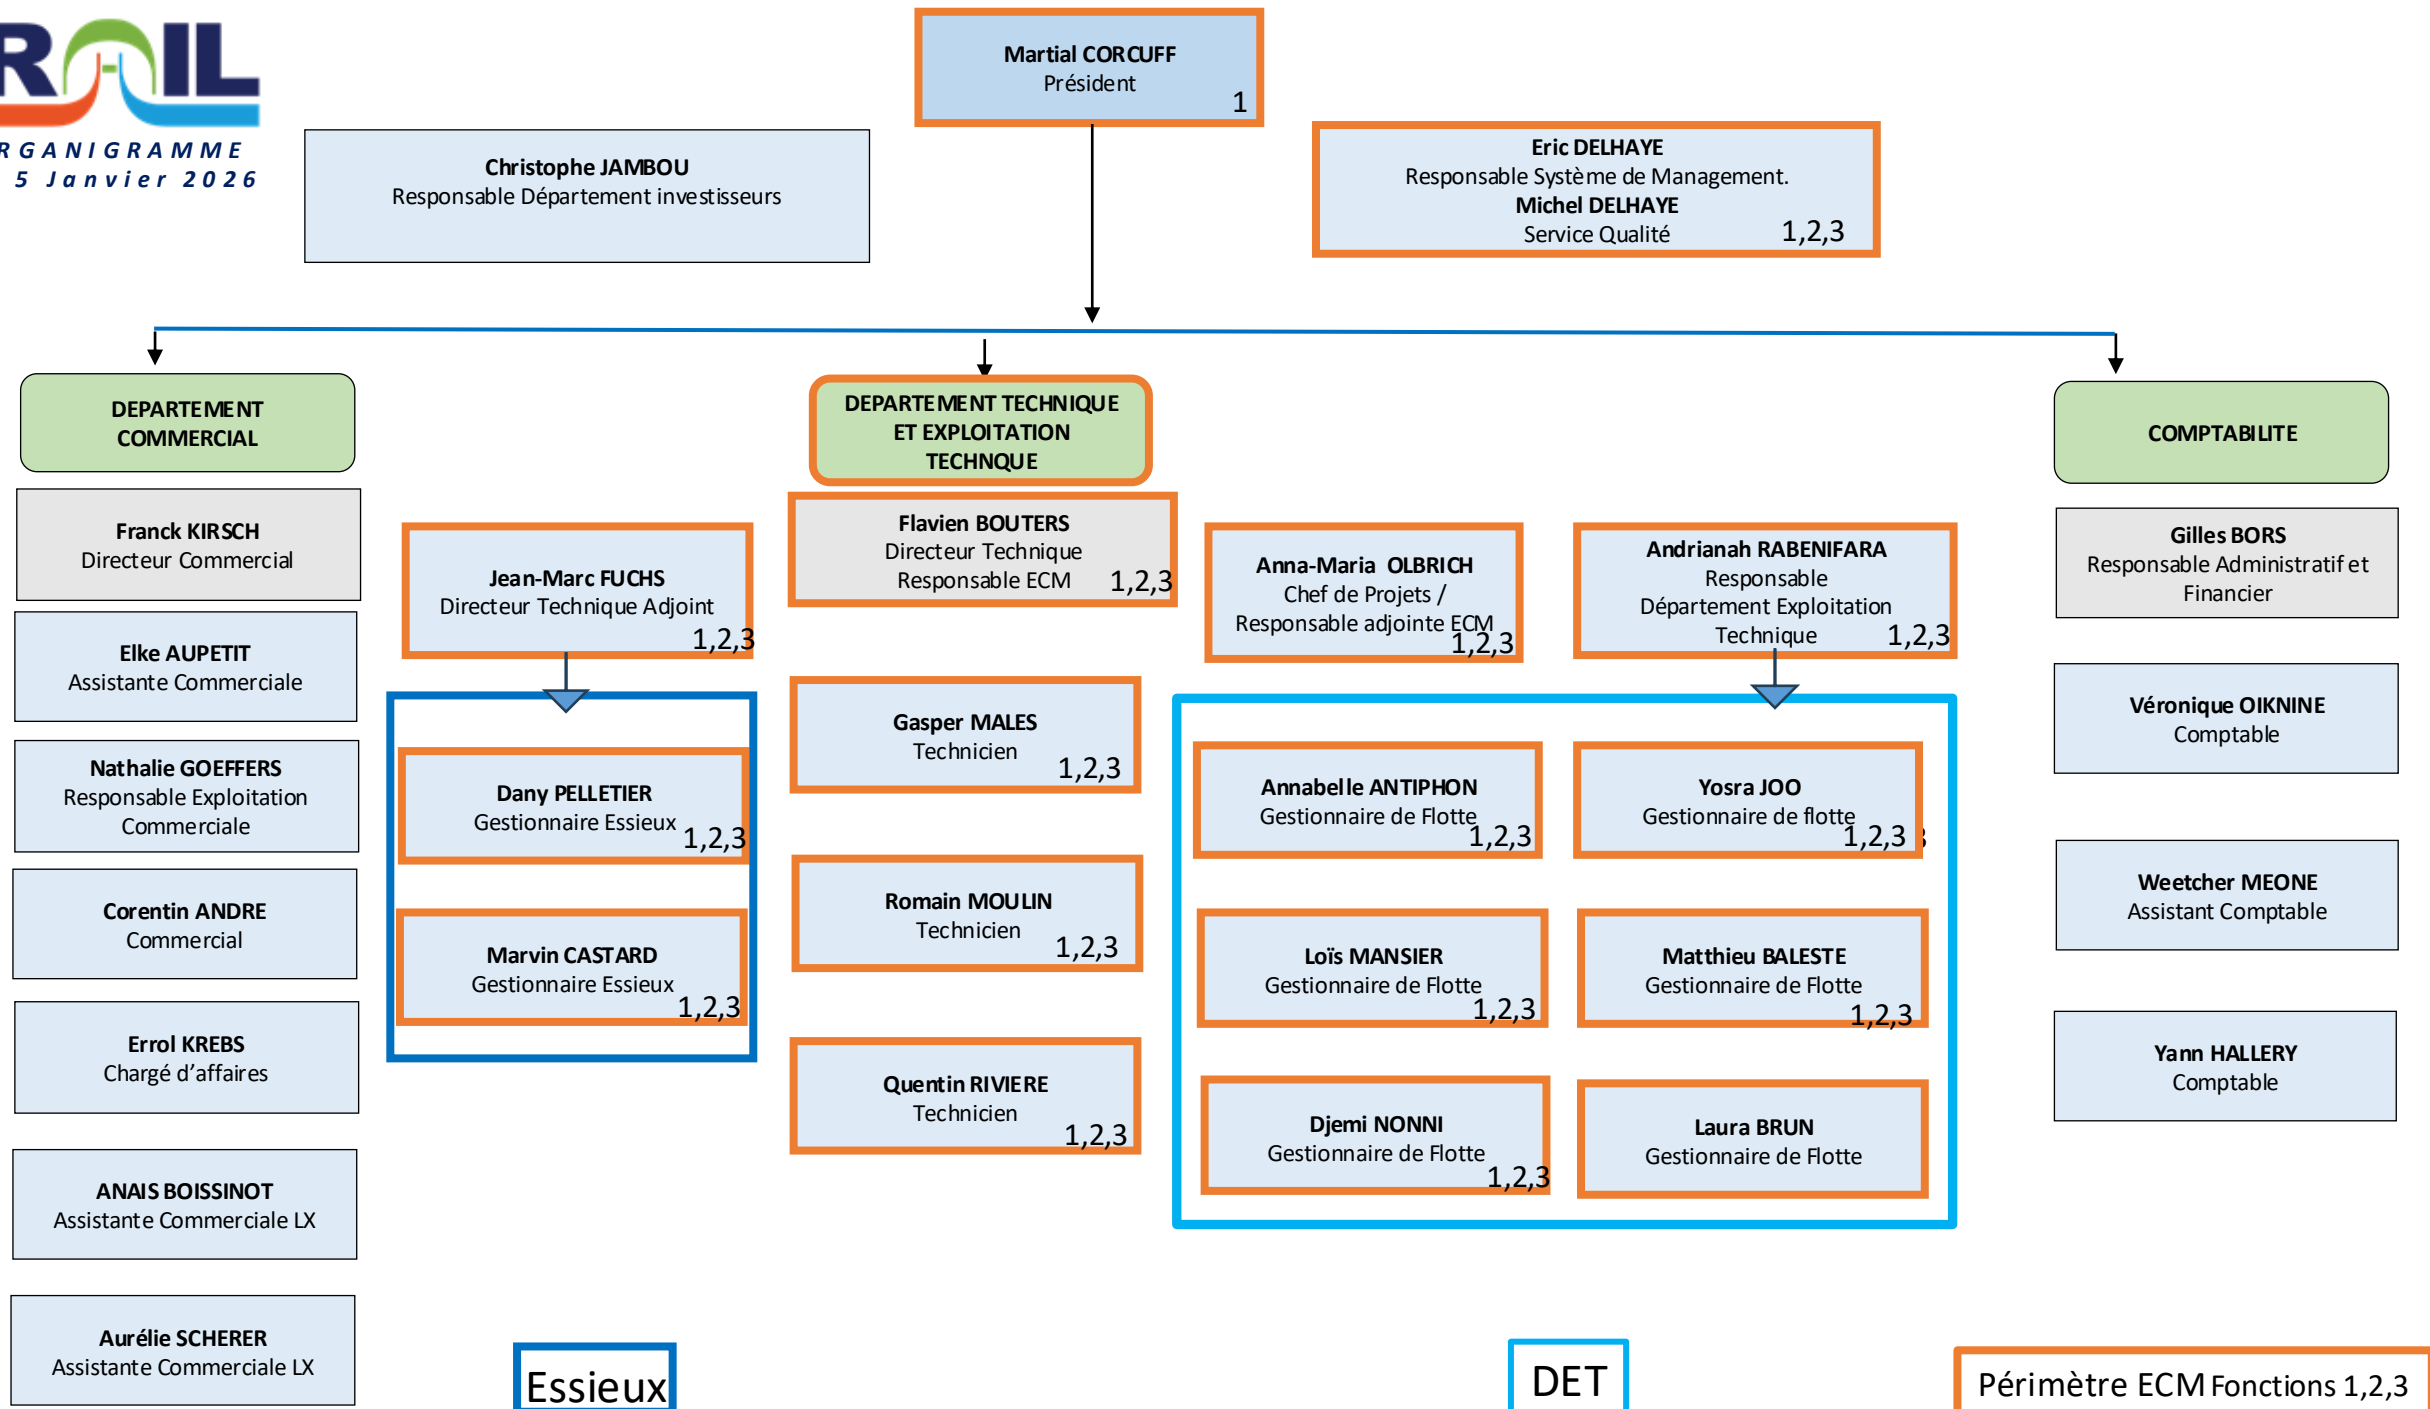 RAIL
RGANIGRAMME
5 Janvier 2026
Martial CORCUFF
Président
1
Christophe JAMBOU
Responsable Département investisseurs
Eric DELHAYE
Responsable Système de Management.
Michel DELHAYE
Service Qualité
1,2,3
DEPARTEMENT
COMMERCIAL
Franck KIRSCH
Directeur Commercial
Elke AUPETIT
Assistante Commerciale
Nathalie GOEFFERS
Responsable Exploitation
Commerciale
Corentin ANDRE
Commercial
Errol KREBS
Chargé d’affaires
ANAIS BOISSINOT
Assistante Commerciale LX
Aurélie SCHERER
Assistante Commerciale LX
Jean-Marc FUCHS
Directeur Technique Adjoint
1,2,3
Dany PELLETIER
Gestionnaire Essieux
1,2,3
Marvin CASTARD
Gestionnaire Essieux
1,2,3
DEPARTEMENT TECHNIQUE
ET EXPLOITATION
TECHNQUE
Flavien BOUTERS
Directeur Technique
Responsable ECM
1,2,3
Gasper MALES
Technicien
1,2,3
Romain MOULIN
Technicien
1,2,3
Quentin RIVIERE
Technicien
1,2,3
Anna-Maria OLBRICH
Chef de Projets /
Responsable adjointe ECM
1,2,3
Andrianah RABENIFARA
Responsable
Département Exploitation
Technique
1,2,3
Annabelle ANTIPHON
Gestionnaire de Flotte
1,2,3
Yosra JOO
Gestionnaire de flotte
1,2,3
Loïs MANSIER
Gestionnaire de Flotte
1,2,3
Matthieu BALESTE
Gestionnaire de Flotte
1,2,3
Djemi NONNI
Gestionnaire de Flotte
1,2,3
Laura BRUN
Gestionnaire de Flotte
COMPTABILITE
Gilles BORS
Responsable Administratif et
Financier
Véronique OIKNINE
Comptable
Weetcher MEONE
Assistant Comptable
Yann HALLERY
Comptable
Essieux
DET
Périmètre ECM Fonctions 1,2,3